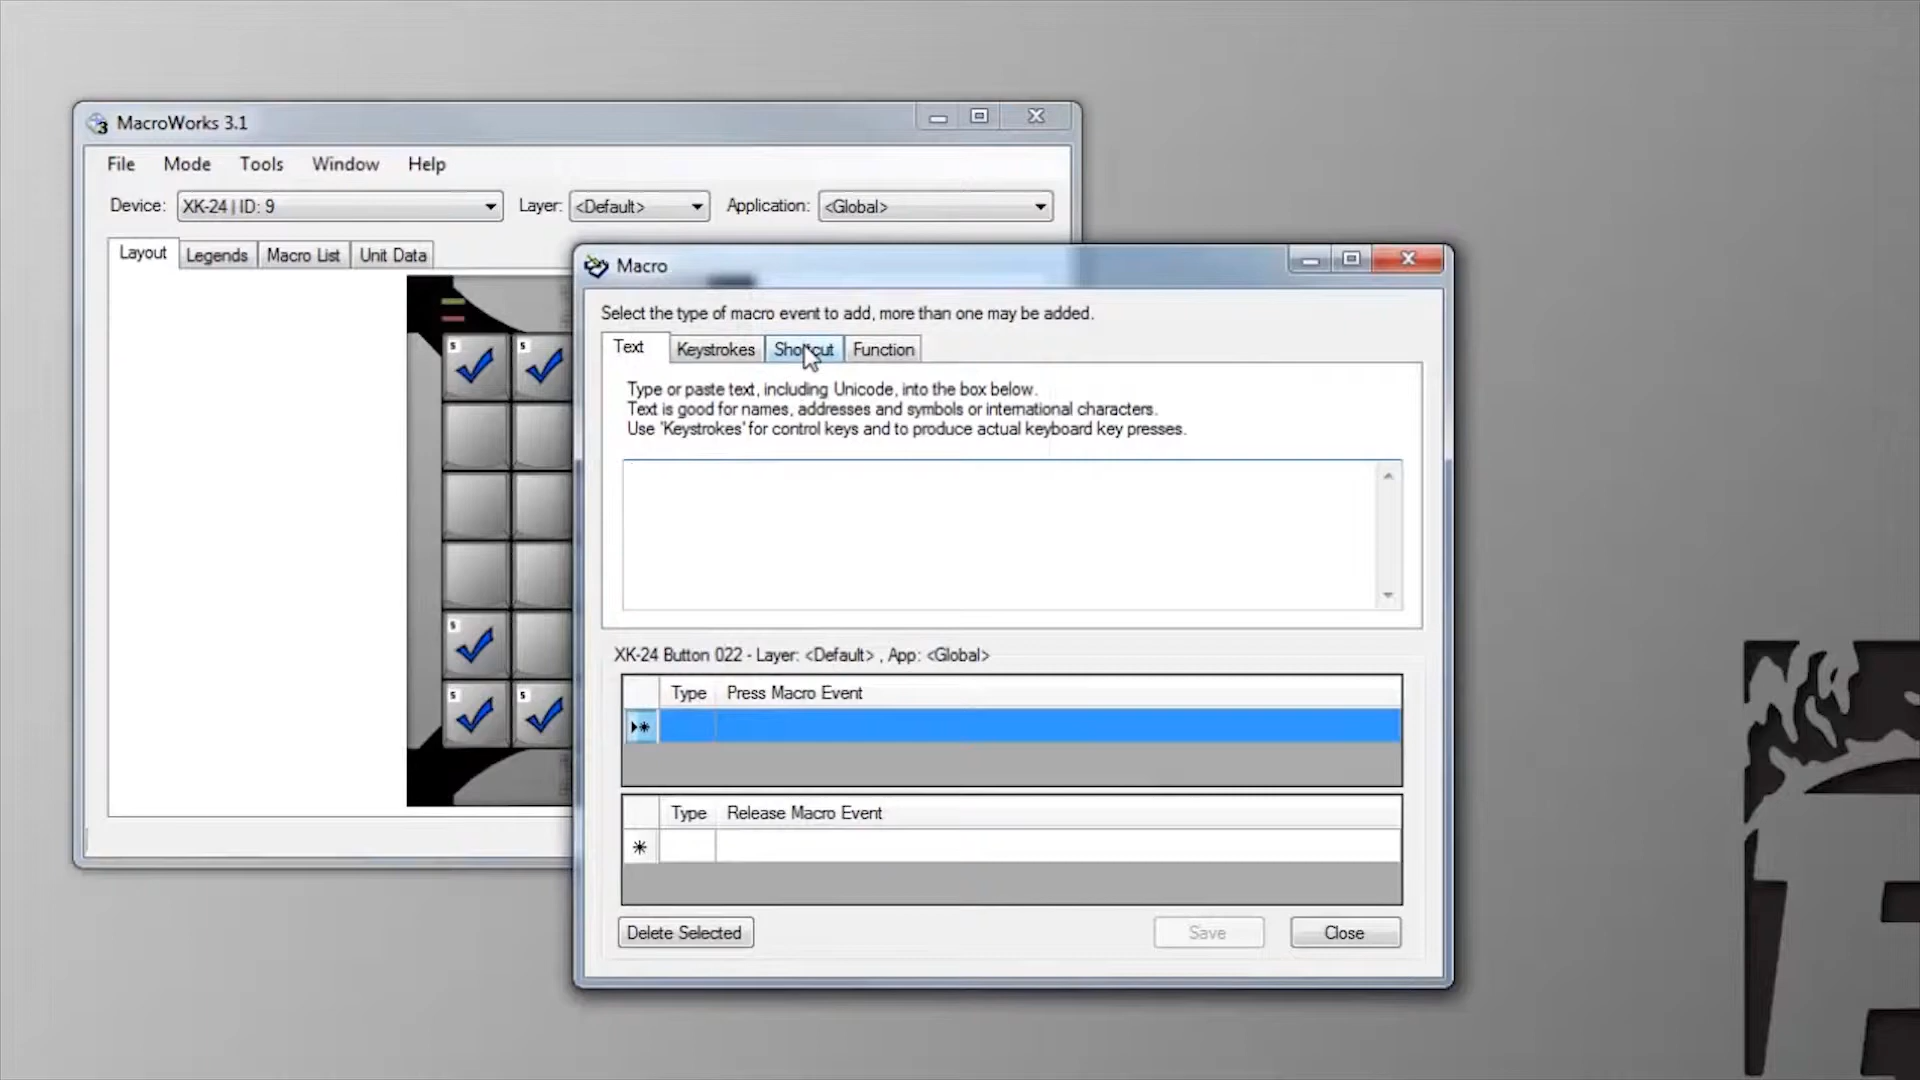 MacroWorks 3.1
File Mode Tools Window Help
Device: XK-24 | ID: 9 Layer: <Default> Application: <Global>
Layout Legends Macro List Unit Data
S S
S
S S
Macro
Select the type of macro event to add, more than one may be added.
Text Keystrokes Shortcut Function
Type or paste text, including Unicode, into the box below.
Text is good for names, addresses and symbols or international characters.
Use 'Keystrokes' for control keys and to produce actual keyboard key presses.
XK-24 Button 022 - Layer: <Default> , App: <Global>
Type Press Macro Event
Type Release Macro Event
Delete Selected Save Close